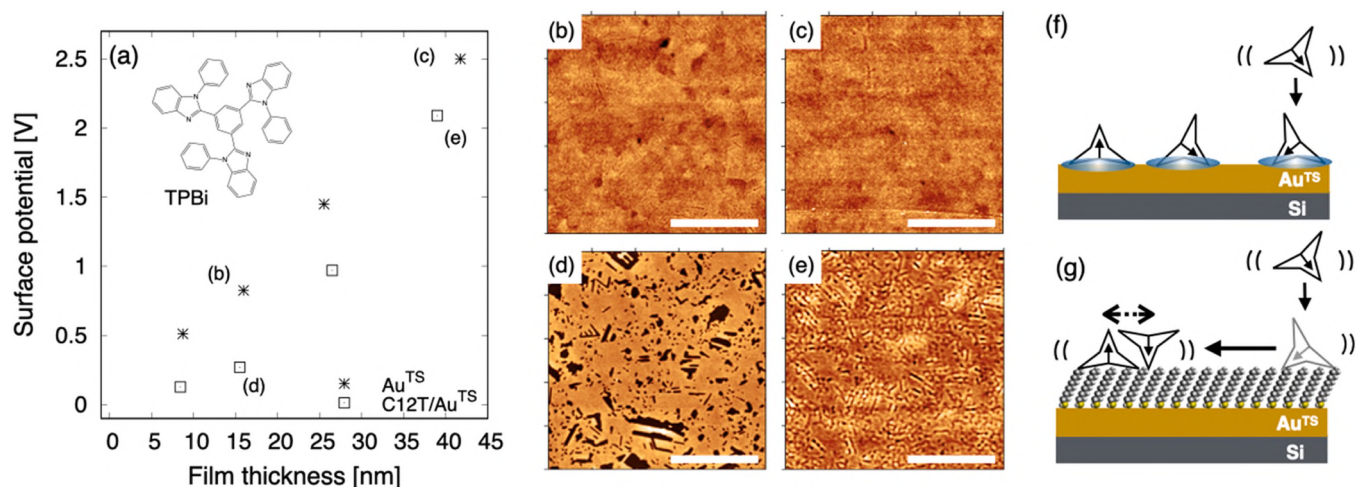 (a)
Surface potential [V]
2.5
2
1.5
1
0.5
0
0 5 10 15 20 25 30 35 40 45
Film thickness [nm]
N
N
N
N
N
N
TPBi
(c)
(e)
(b)
(d)
Au^TS
C12T/Au^TS
(b)
(c)
(d)
(e)
(f)
(( ))
Au^TS
Si
(g)
(( ))
(( )) ))
Au^TS
Si